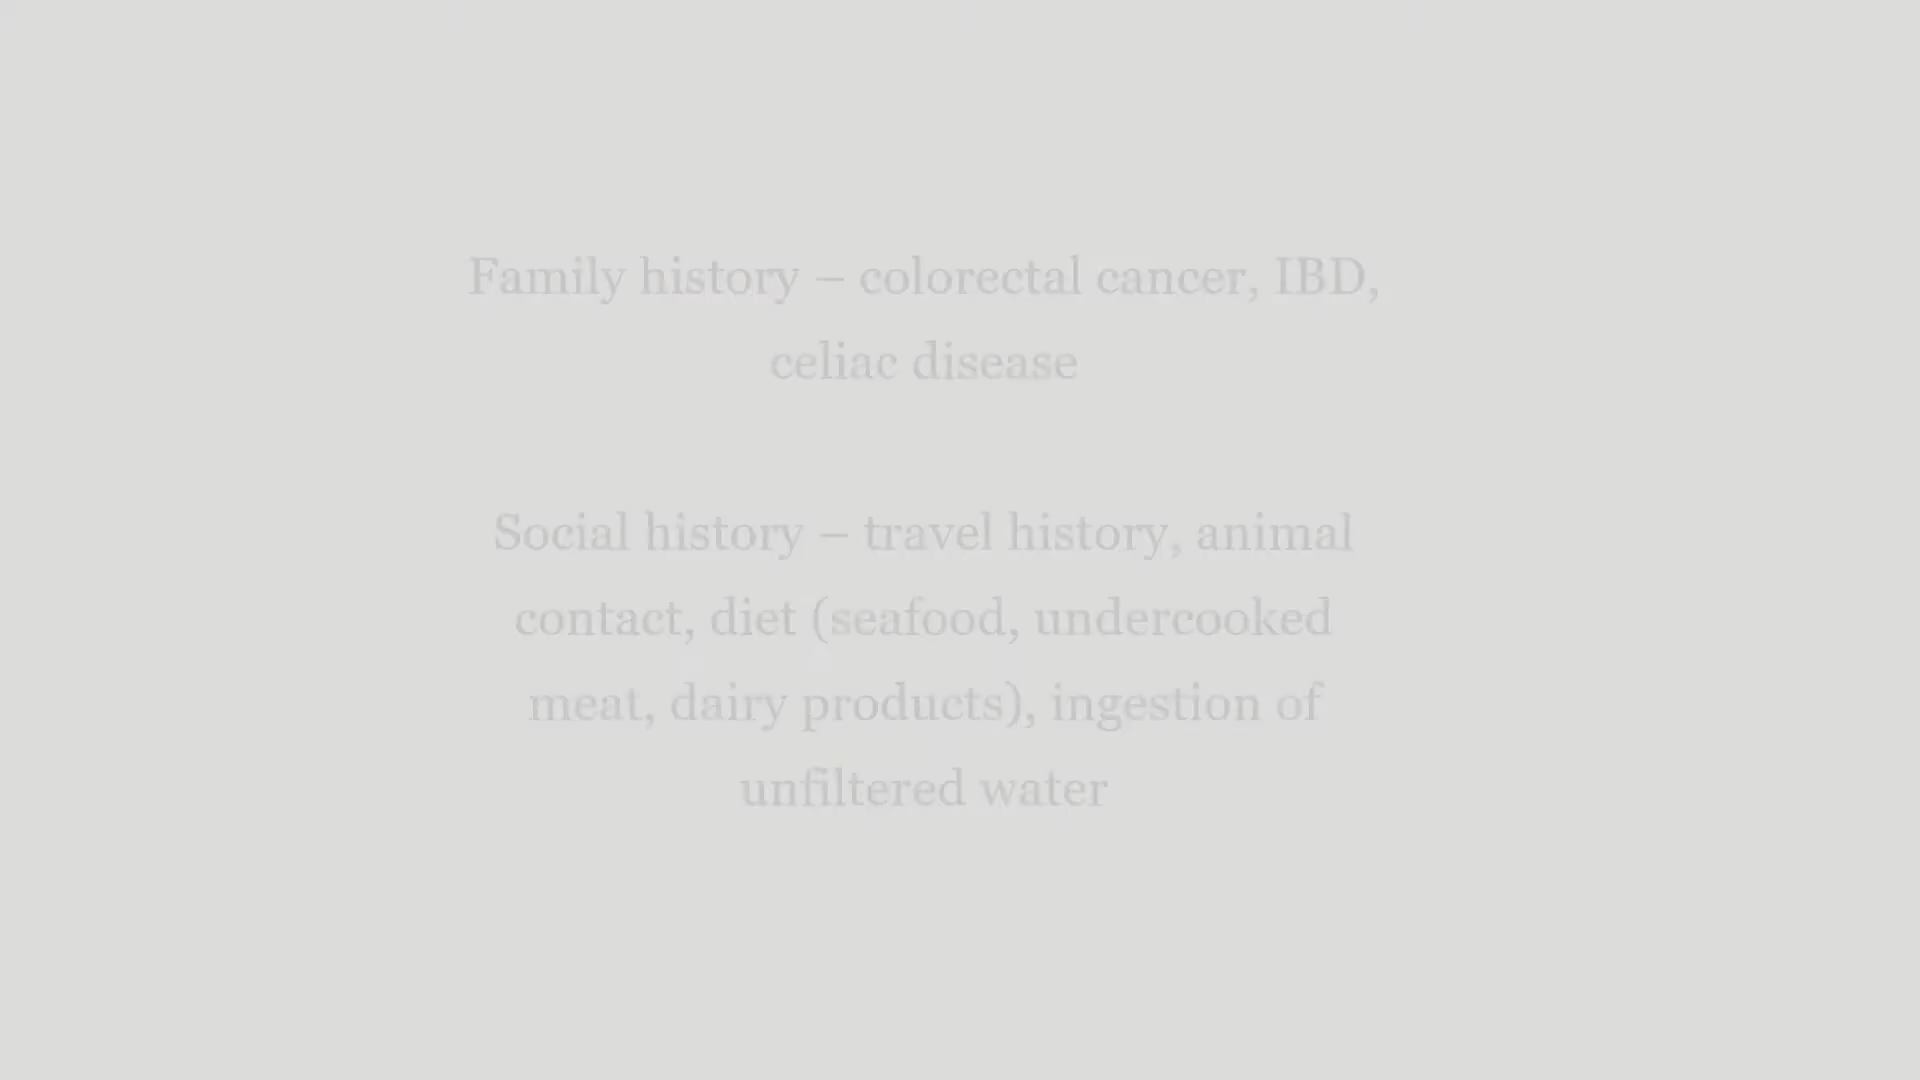 Family history – colorectal cancer, IBD,
celiac disease
Social history – travel history, animal
contact, diet (seafood, undercooked
meat, dairy products), ingestion of
unfiltered water